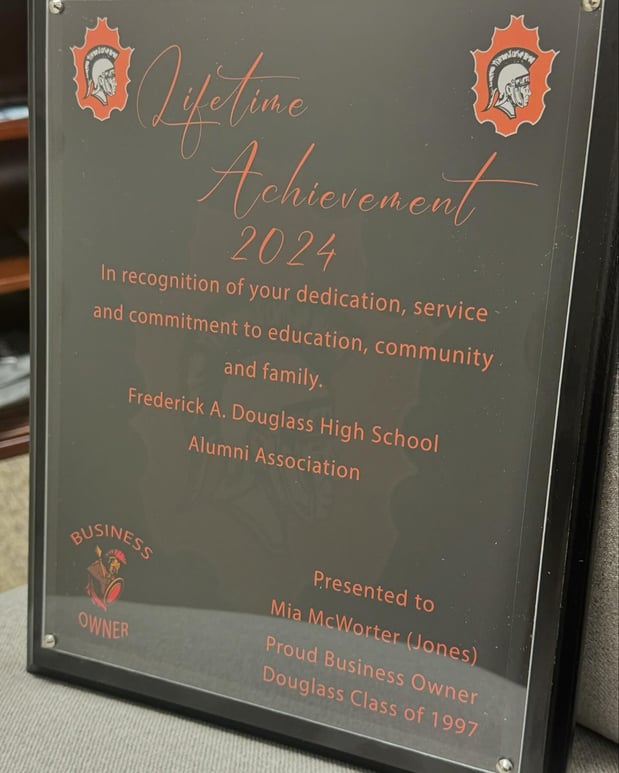 Lifetime
Achievement
2024
In recognition of your dedication, service
and commitment to education, community
and family.
Frederick A. Douglass High School
Alumni Association
BUSINESS
OWNER
Presented to
Mia McWorter (Jones)
Proud Business Owner
Douglass Class of 1997